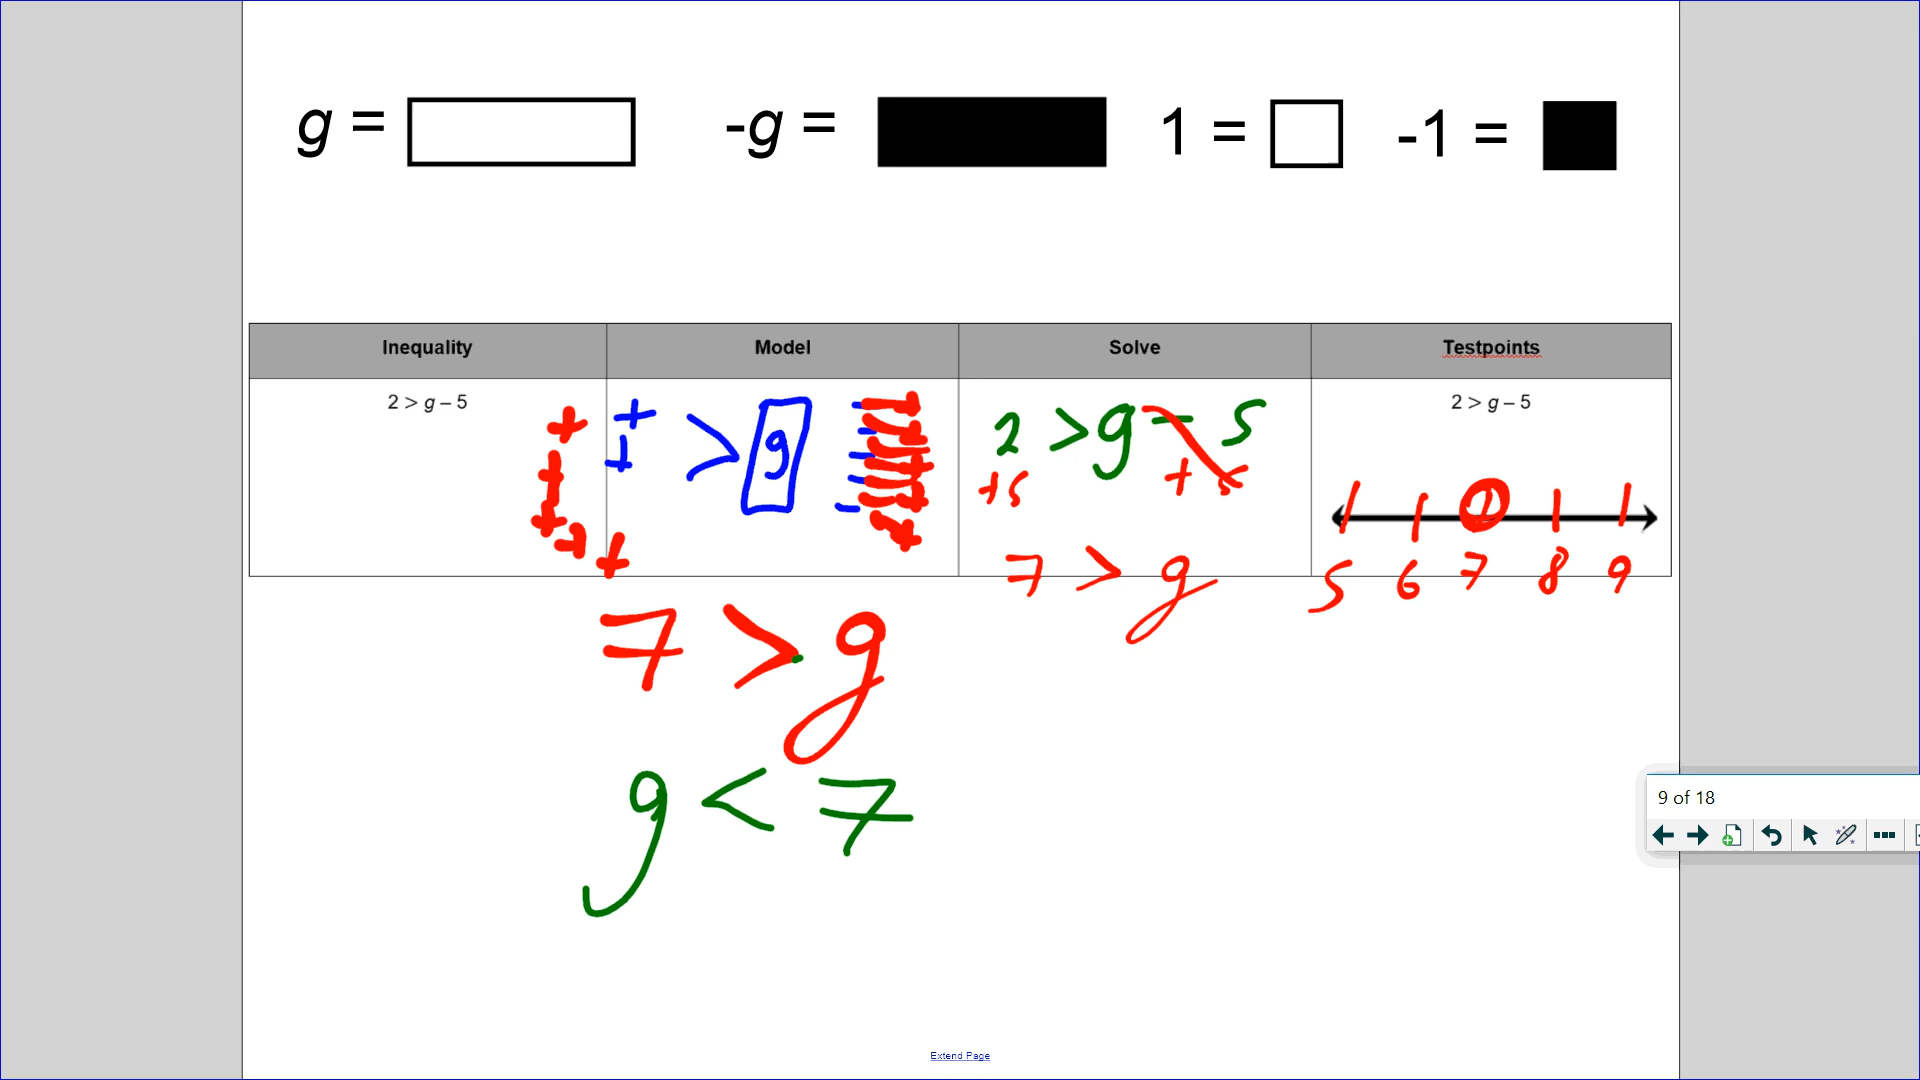 g =
-g =
1 =
-1 =
Inequality
Model
Solve
Testpoints
2 > g – 5
+ +
+ + + + +
> g
2 > g – 5
+5 +5
2 > g – 5
7 > g
5 6 7 8 9
7 > g
g < 7
9 of 18
Extend Page